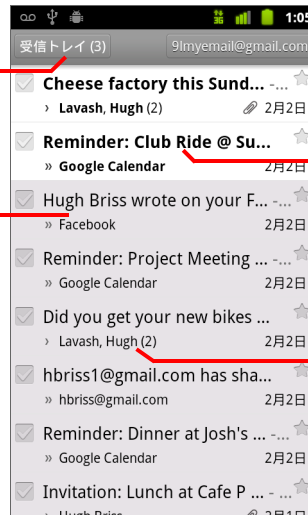 3G 1:05
受信トレイ (3) 9lmyemail@gmail.com
Cheese factory this Sund... -...
› Lavash, Hugh (2) 2月2日
Reminder: Club Ride @ Su...
» Google Calendar 2月2日
Hugh Briss wrote on your F... -...
» Facebook 2月2日
Reminder: Project Meeting ... -...
» Google Calendar 2月2日
Did you get your new bikes ...
› Lavash, Hugh (2) 2月2日
hbriss1@gmail.com has sha...
» hbriss@gmail.com 2月2日
Reminder: Dinner at Josh's ... -...
» Google Calendar 2月2日
Invitation: Lunch at Cafe P ... - ...
Hugh Briss 2月1日